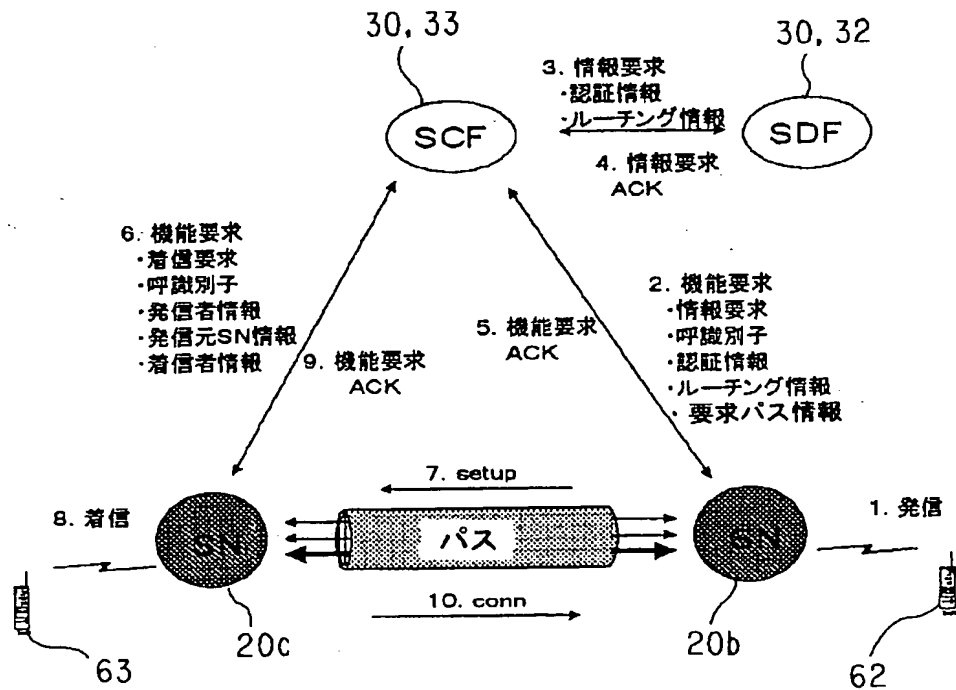 30, 33
30, 32
3. 情報要求
・認証情報
・ルーチング情報
SCF
SDF
4. 情報要求
ACK
6. 機能要求
・着信要求
・呼識別子
・発信者情報
・発信元SN情報
・着信者情報
2. 機能要求
・情報要求
・呼識別子
・認証情報
・ルーチング情報
・要求パス情報
5. 機能要求
ACK
9. 機能要求
ACK
7. setup
8. 着信
SN
パス
SN
1. 発信
10. conn
20c
20b
63
62